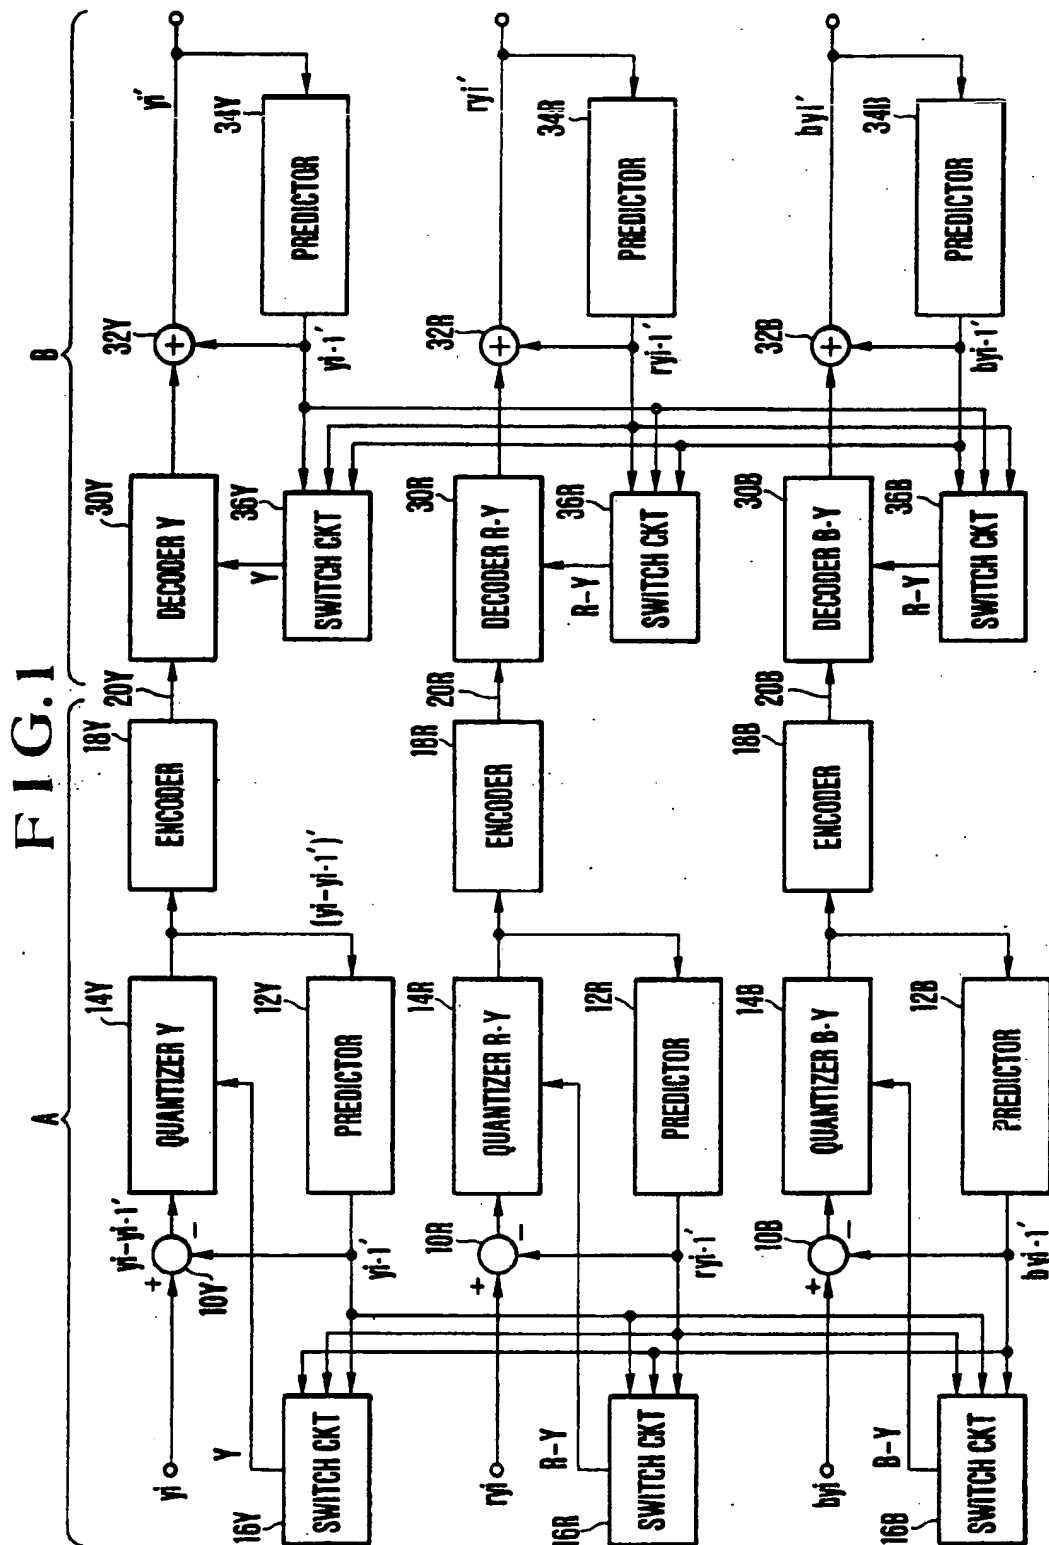 FIG.1
A
B
yi
+
10Y
yi-yi-1'
−
14Y
QUANTIZER Y
18Y
ENCODER
20Y
30Y
DECODER Y
32Y
+
yi'
16Y
SWITCH CKT
Y
yi-1'
12Y
PREDICTOR
(yi-yi-1')'
36Y
SWITCH CKT
Y
yi-1'
34Y
PREDICTOR
ryi
+
10R
−
14R
QUANTIZER R-Y
18R
ENCODER
20R
30R
DECODER R-Y
32R
+
ryi'
16R
SWITCH CKT
R-Y
ryi-1'
12R
PREDICTOR
36R
SWITCH CKT
R-Y
ryi-1'
34R
PREDICTOR
byi
+
10B
−
14B
QUANTIZER B-Y
18B
ENCODER
20B
30B
DECODER B-Y
32B
+
byi'
16B
SWITCH CKT
B-Y
byi-1'
12B
PREDICTOR
36B
SWITCH CKT
R-Y
byi-1'
34B
PREDICTOR